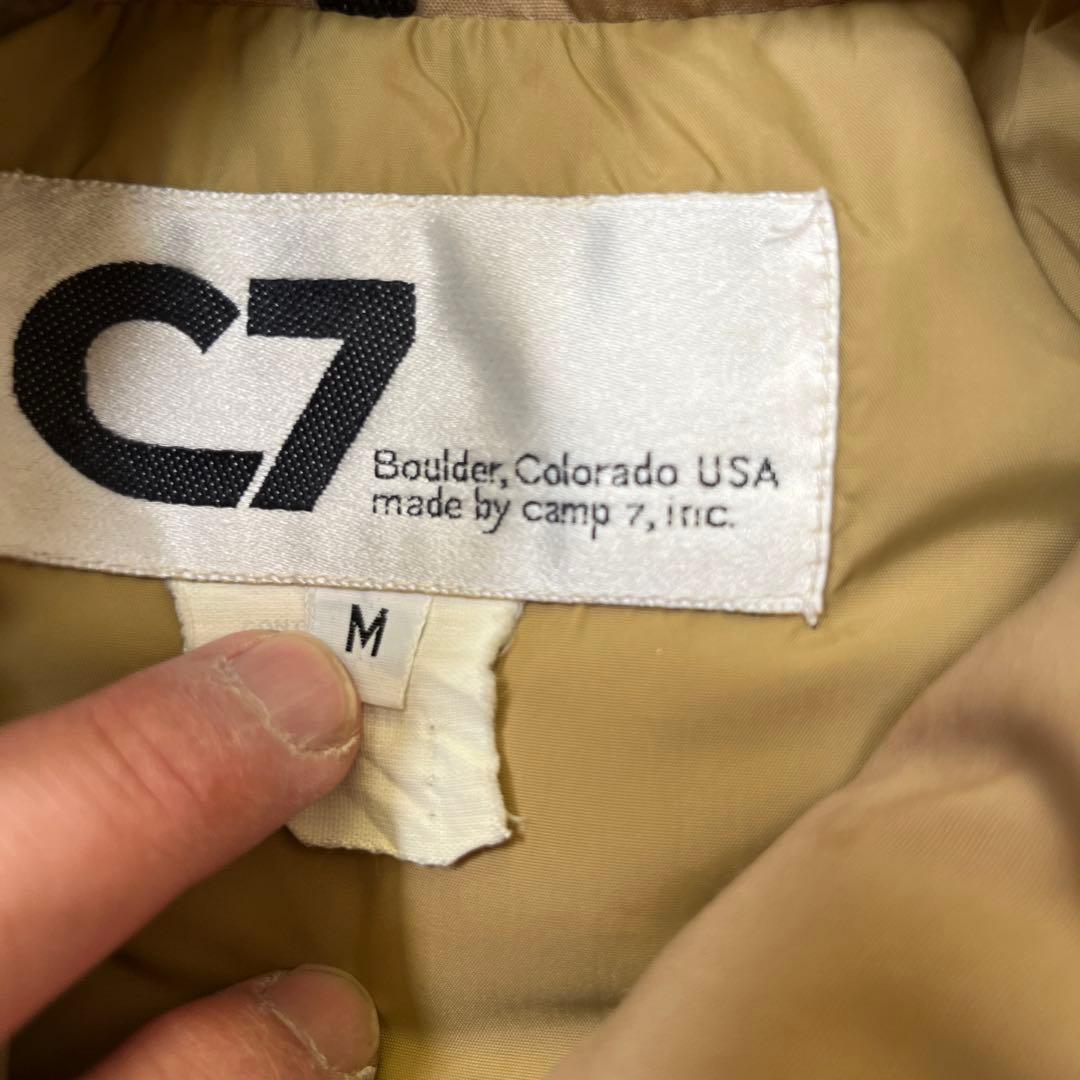 C7
Boulder, Colorado USA
made by camp 7, inc.
M